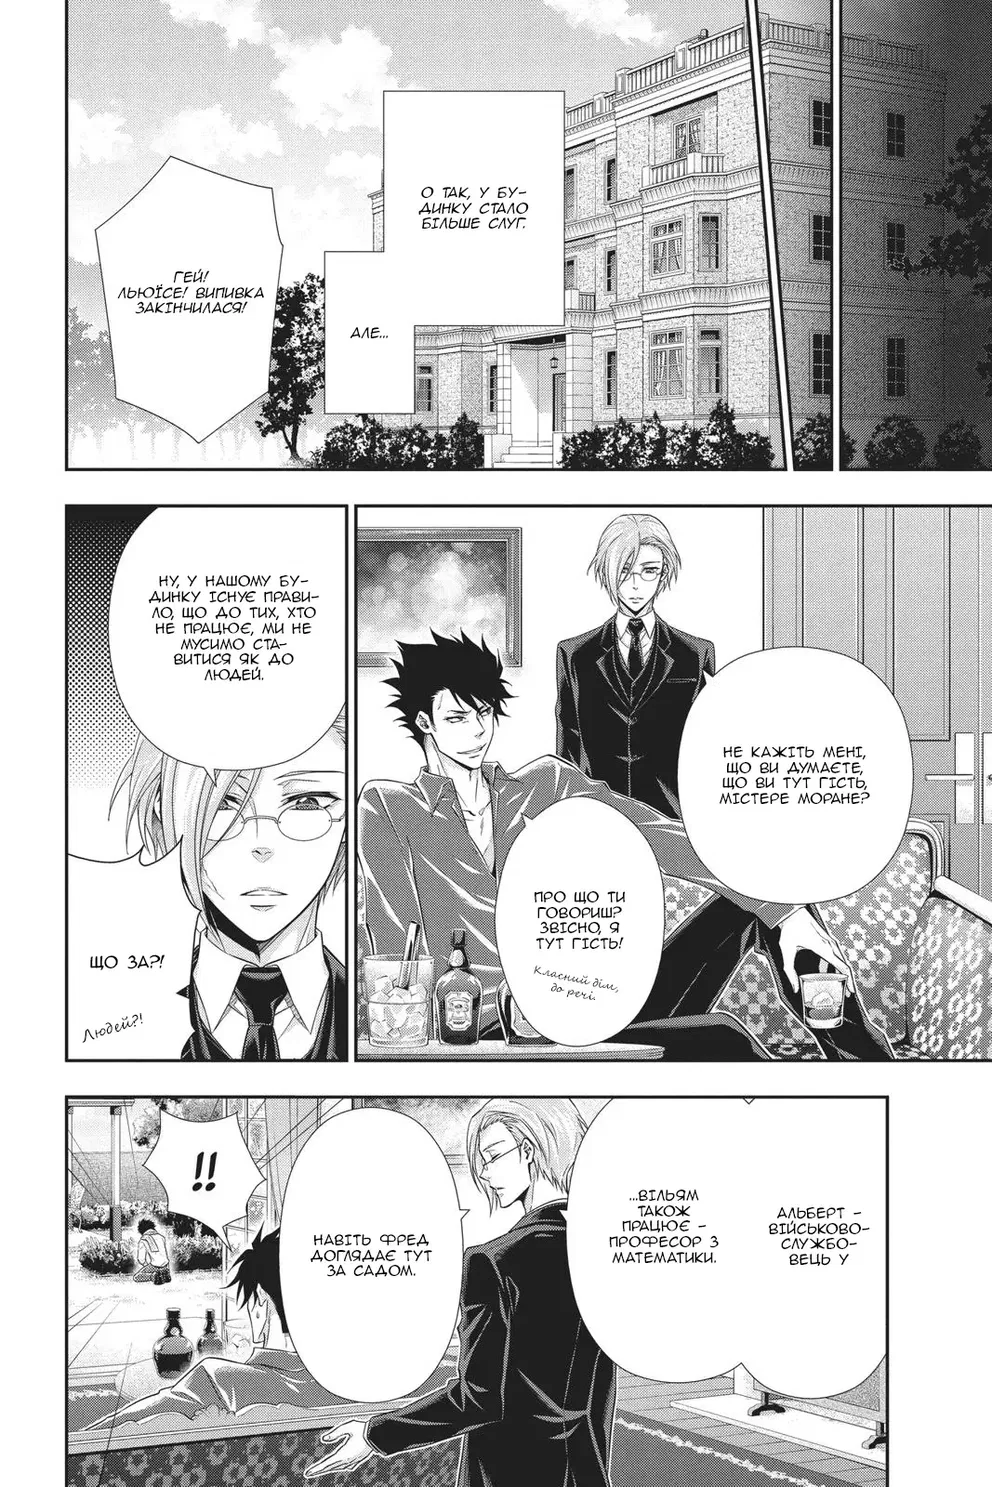 О ТАК, У БУ-
ДИНКУ СТАЛО
БІЛЬШЕ СЛУГ.
АЛЕ...
ГЕЙ!
ЛЬЮЇСЕ! ВИПИВКА
ЗАКІНЧИЛАСЯ!
НЕ КАЖІТЬ МЕНІ,
ЩО ВИ ДУМАЄТЕ,
ЩО ВИ ТУТ ГІСТЬ,
МІСТЕРЕ МОРАНЕ?
ПРО ЩО ТИ
ГОВОРИШ?
ЗВІСНО, Я
ТУТ ГІСТЬ!
Класний дім,
до речі.
НУ, У НАШОМУ БУ-
ДИНКУ ІСНУЄ ПРАВИ-
ЛО, ЩО ДО ТИХ, ХТО
НЕ ПРАЦЮЄ, МИ НЕ
МУСИМО СТА-
ВИТИСЯ ЯК ДО
ЛЮДЕЙ.
ЩО ЗА?!
Людей?!
АЛЬБЕРТ –
ВІЙСЬКОВО-
СЛУЖБО-
ВЕЦЬ У
...ВІЛЬЯМ
ТАКОЖ
ПРАЦЮЄ –
ПРОФЕСОР З
МАТЕМАТИКИ.
НАВІТЬ ФРЕД
ДОГЛЯДАЄ ТУТ
ЗА САДОМ.
!!